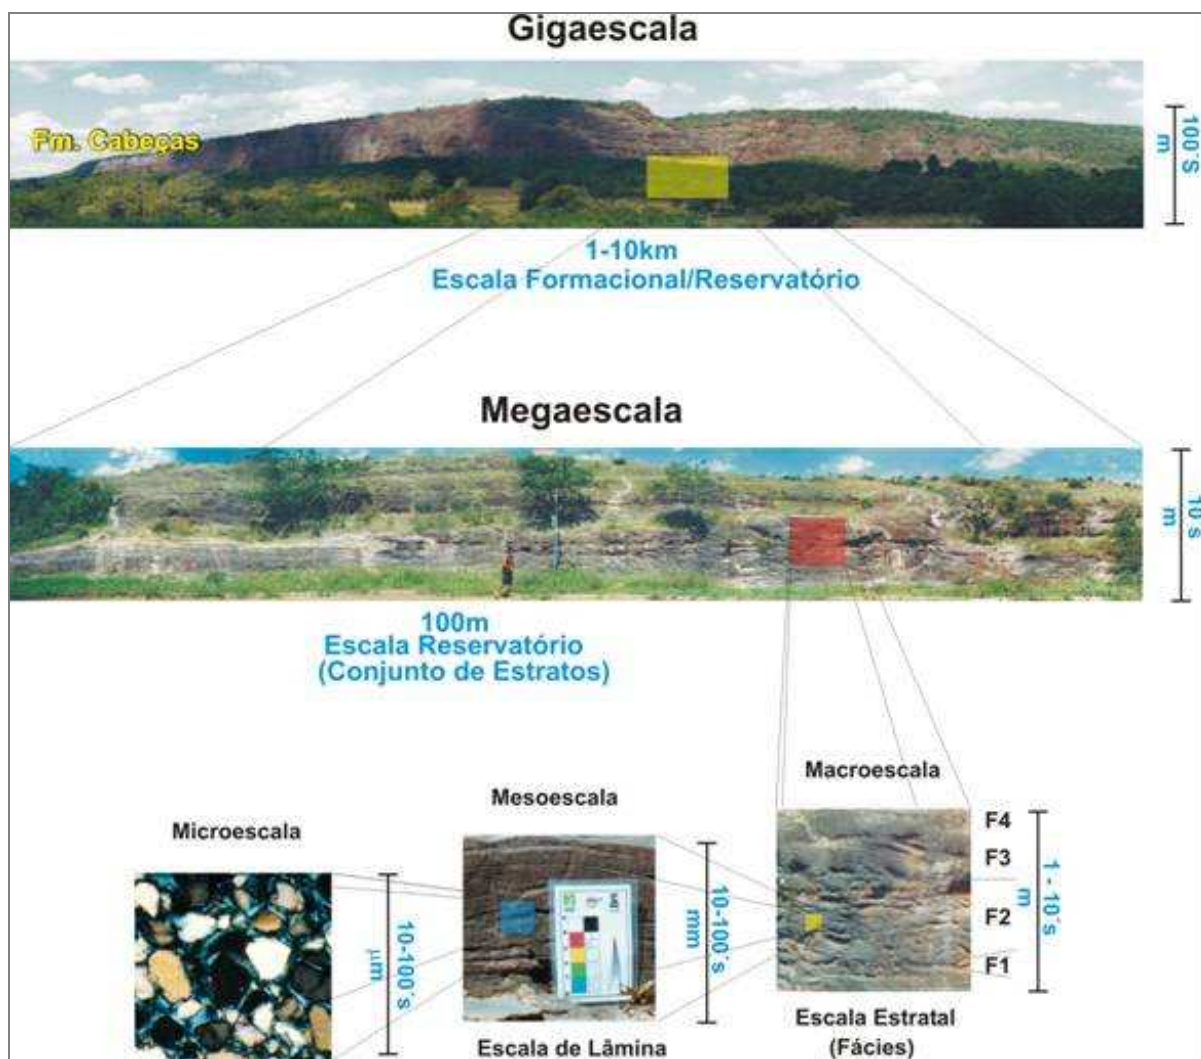 Gigaescala
Fm. Cabeças
100´S
m
1-10km
Escala Formacional/Reservatório
Megaescala
10´s
m
100m
Escala Reservatório
(Conjunto de Estratos)
Macroescala
Mesoescala
Microescala
F4
F3
F2
F1
1 - 10´s
m
10-100´s
mm
10-100´s
µm
Escala Estratal
(Fácies)
Escala de Lâmina